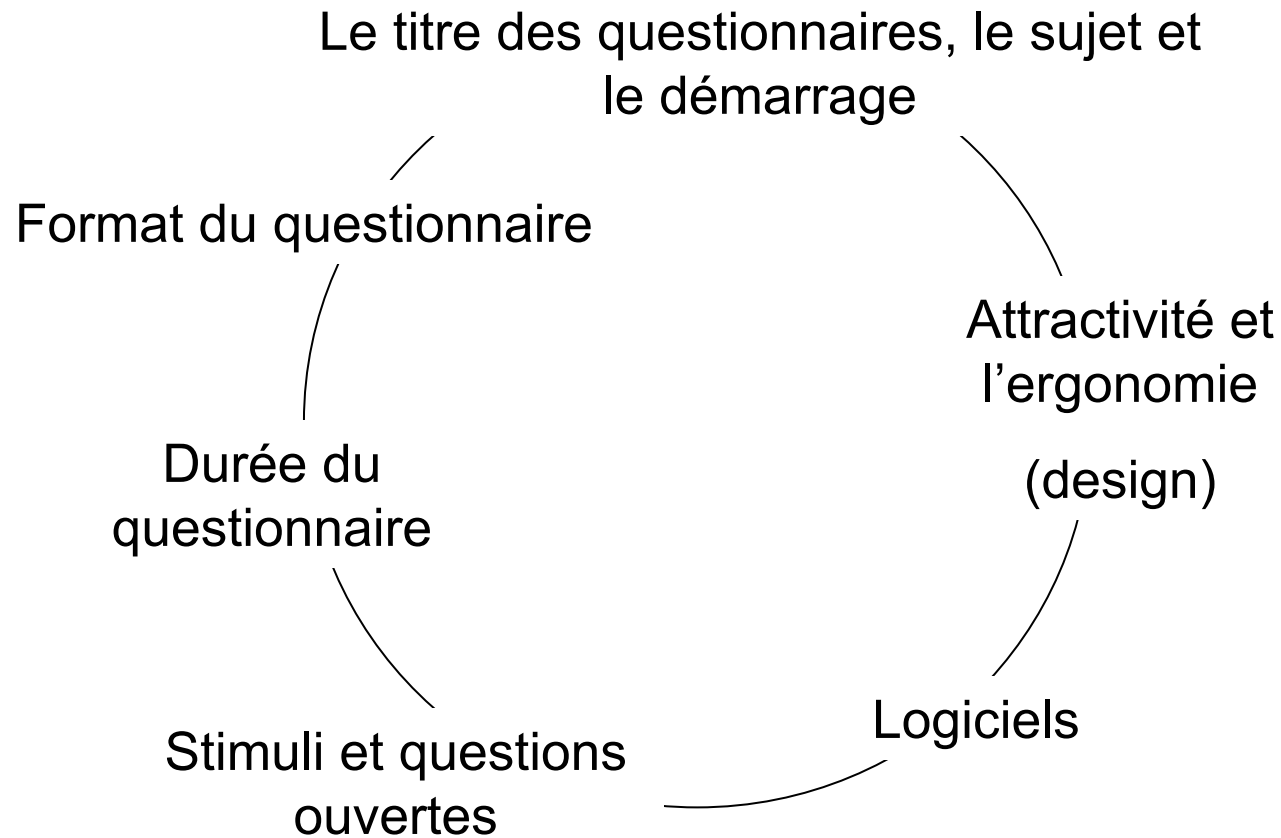 Le titre des questionnaires, le sujet et
le démarrage
Format du questionnaire
Attractivité et
l’ergonomie
(design)
Durée du
questionnaire
Logiciels
Stimuli et questions
ouvertes